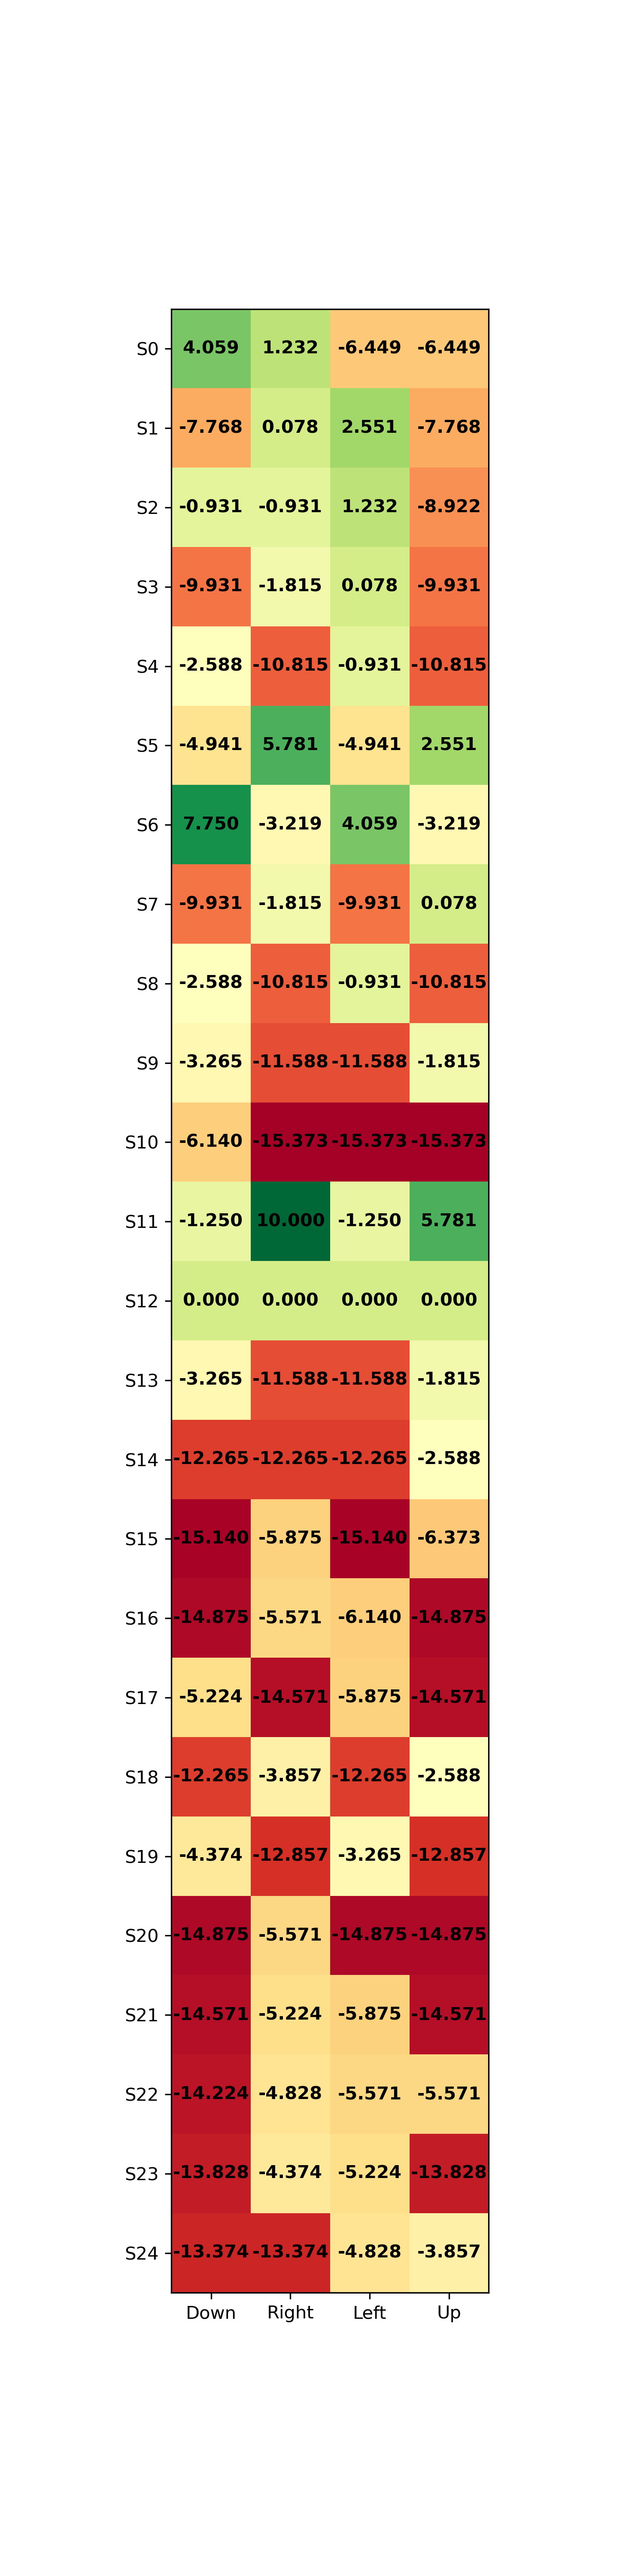 S0 4.059 1.232 -6.449 -6.449
S1 -7.768 0.078 2.551 -7.768
S2 -0.931 -0.931 1.232 -8.922
S3 -9.931 -1.815 0.078 -9.931
S4 -2.588 -10.815 -0.931 -10.815
S5 -4.941 5.781 -4.941 2.551
S6 7.750 -3.219 4.059 -3.219
S7 -9.931 -1.815 -9.931 0.078
S8 -2.588 -10.815 -0.931 -10.815
S9 -3.265 -11.588 -11.588 -1.815
S10 -6.140 -15.373 -15.373 -15.373
S11 -1.250 10.000 -1.250 5.781
S12 0.000 0.000 0.000 0.000
S13 -3.265 -11.588 -11.588 -1.815
S14 -12.265 -12.265 -12.265 -2.588
S15 -15.140 -5.875 -15.140 -6.373
S16 -14.875 -5.571 -6.140 -14.875
S17 -5.224 -14.571 -5.875 -14.571
S18 -12.265 -3.857 -12.265 -2.588
S19 -4.374 -12.857 -3.265 -12.857
S20 -14.875 -5.571 -14.875 -14.875
S21 -14.571 -5.224 -5.875 -14.571
S22 -14.224 -4.828 -5.571 -5.571
S23 -13.828 -4.374 -5.224 -13.828
S24 -13.374 -13.374 -4.828 -3.857
Down Right Left Up